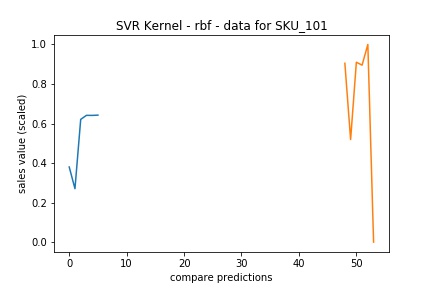 SVR Kernel - rbf - data for SKU_101
1.0
0.8
0.6
0.4
0.2
0.0
sales value (scaled)
0 10 20 30 40 50
compare predictions